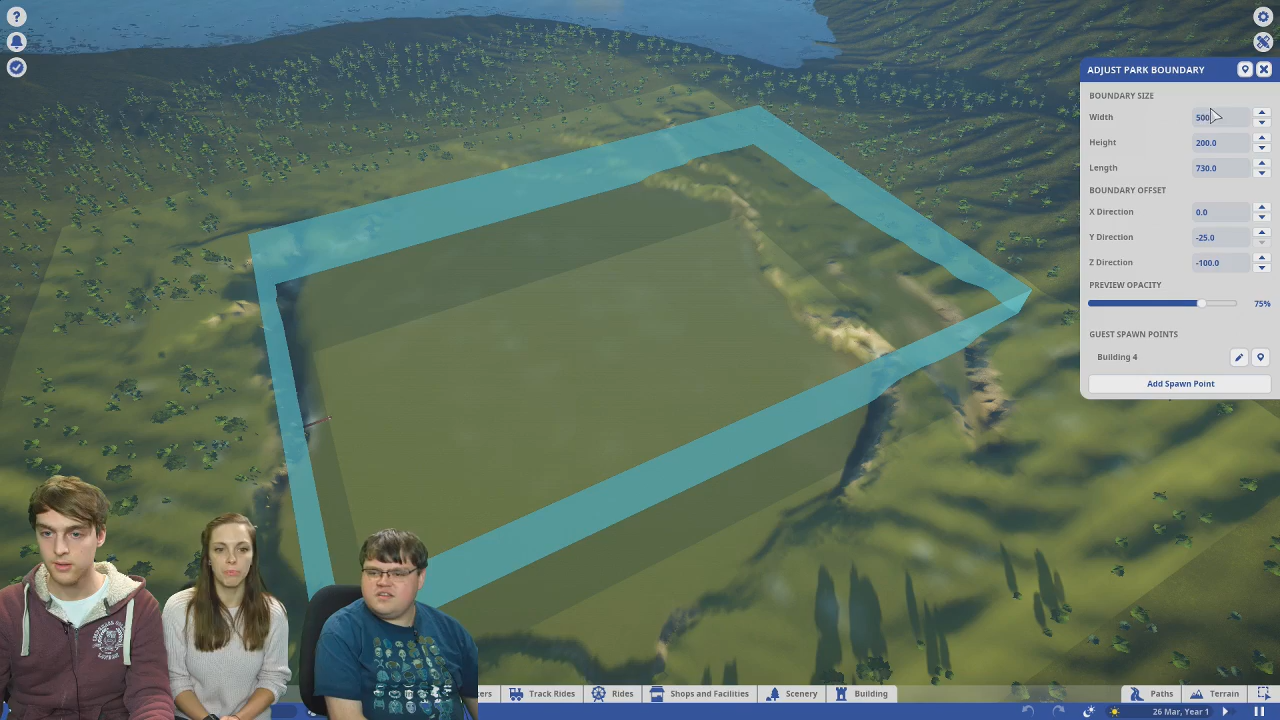 ADJUST PARK BOUNDARY
BOUNDARY SIZE
Width 500
Height 200.0
Length 730.0
BOUNDARY OFFSET
X Direction 0.0
Y Direction -25.0
Z Direction -100.0
PREVIEW OPACITY
75%
GUEST SPAWN POINTS
Building 4
Add Spawn Point
Track Rides Rides Shops and Facilities Scenery Building Paths Terrain
26 Mar, Year 1